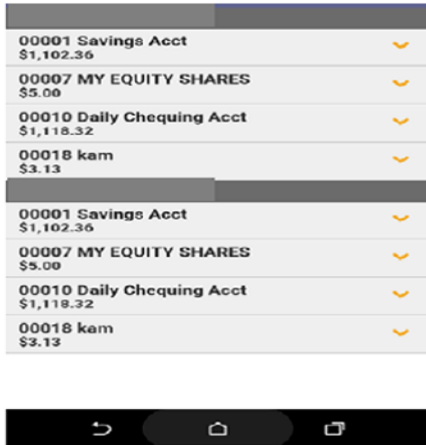 00001 Savings Acct
$1,102.36
00007 MY EQUITY SHARES
$5.00
00010 Daily Chequing Acct
$1,118.32
00018 kam
$3.13
00001 Savings Acct
$1,102.36
00007 MY EQUITY SHARES
$5.00
00010 Daily Chequing Acct
$1,118.32
00018 kam
$3.13